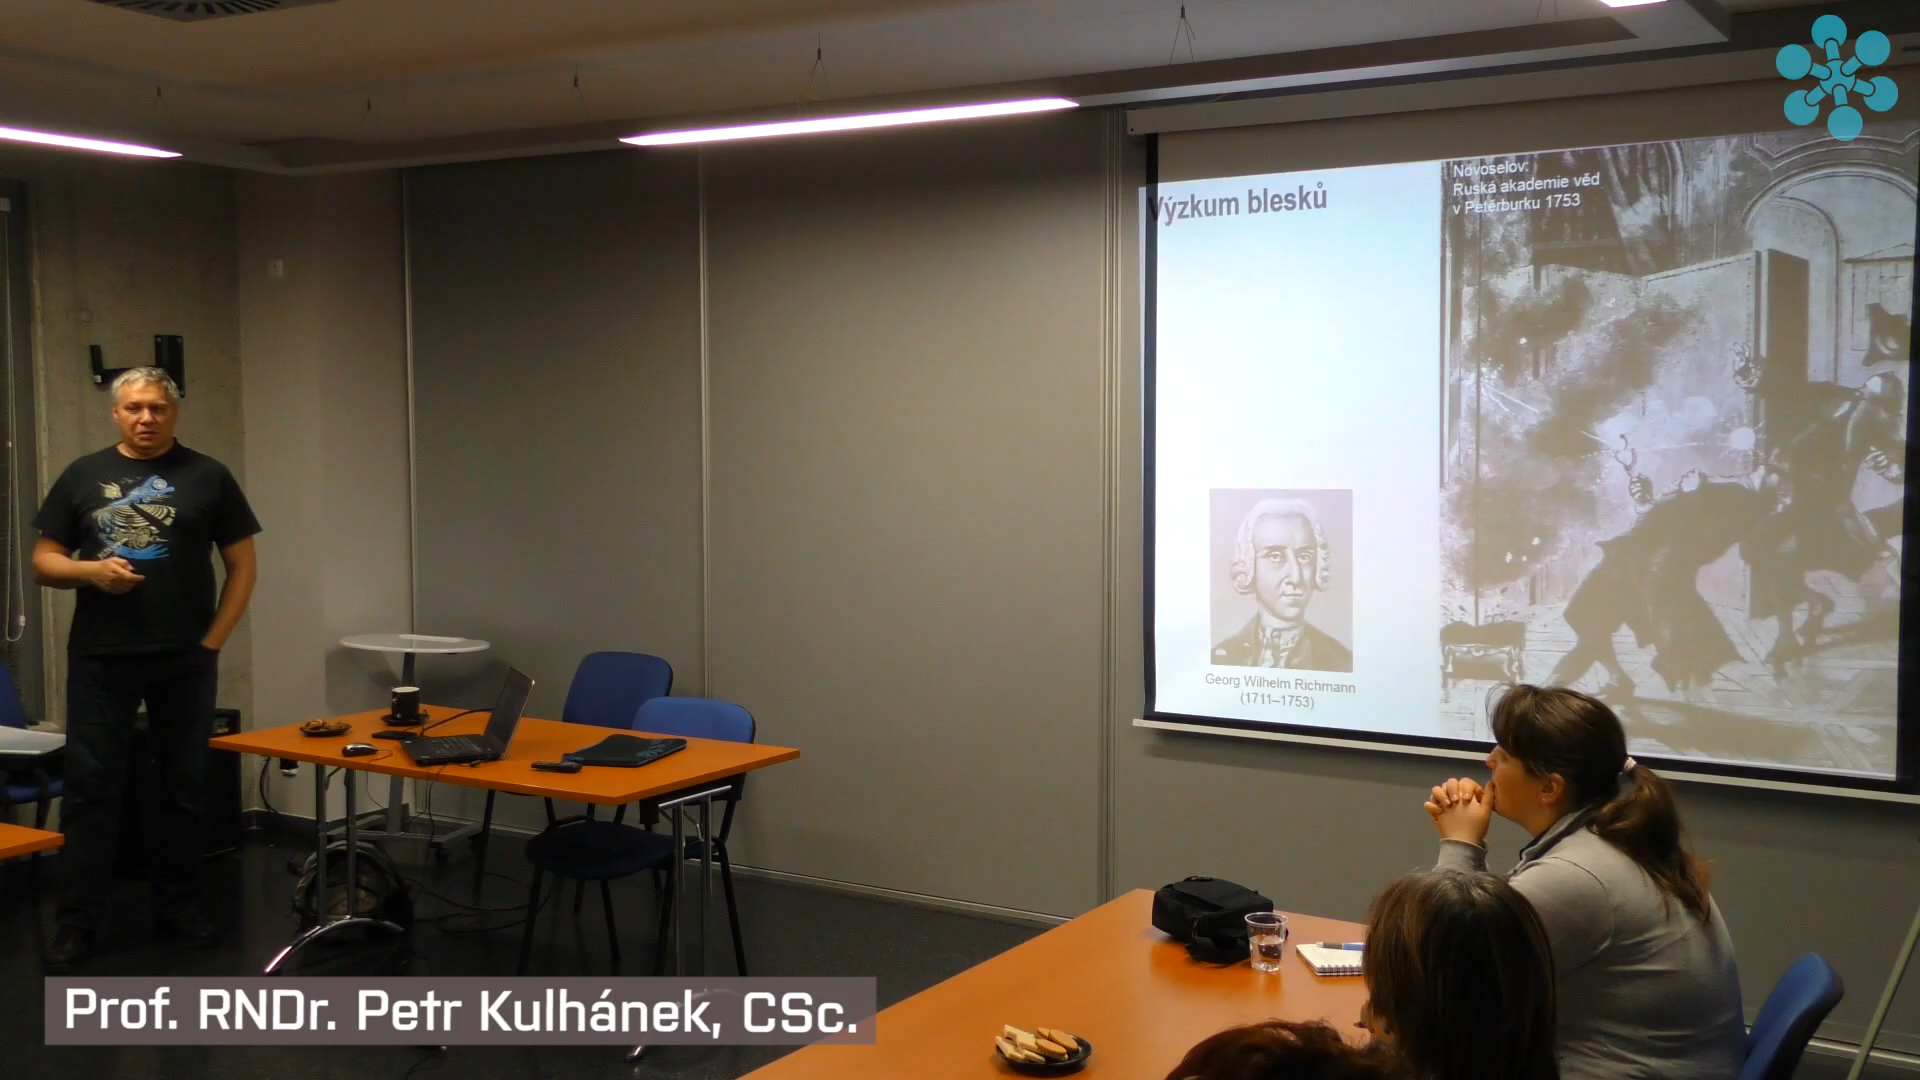 Výzkum blesků
Novoselov:
Ruská akademie věd
v Petěrburku 1753
Georg Wilhelm Richmann
(1711–1753)
Prof. RNDr. Petr Kulhánek, CSc.